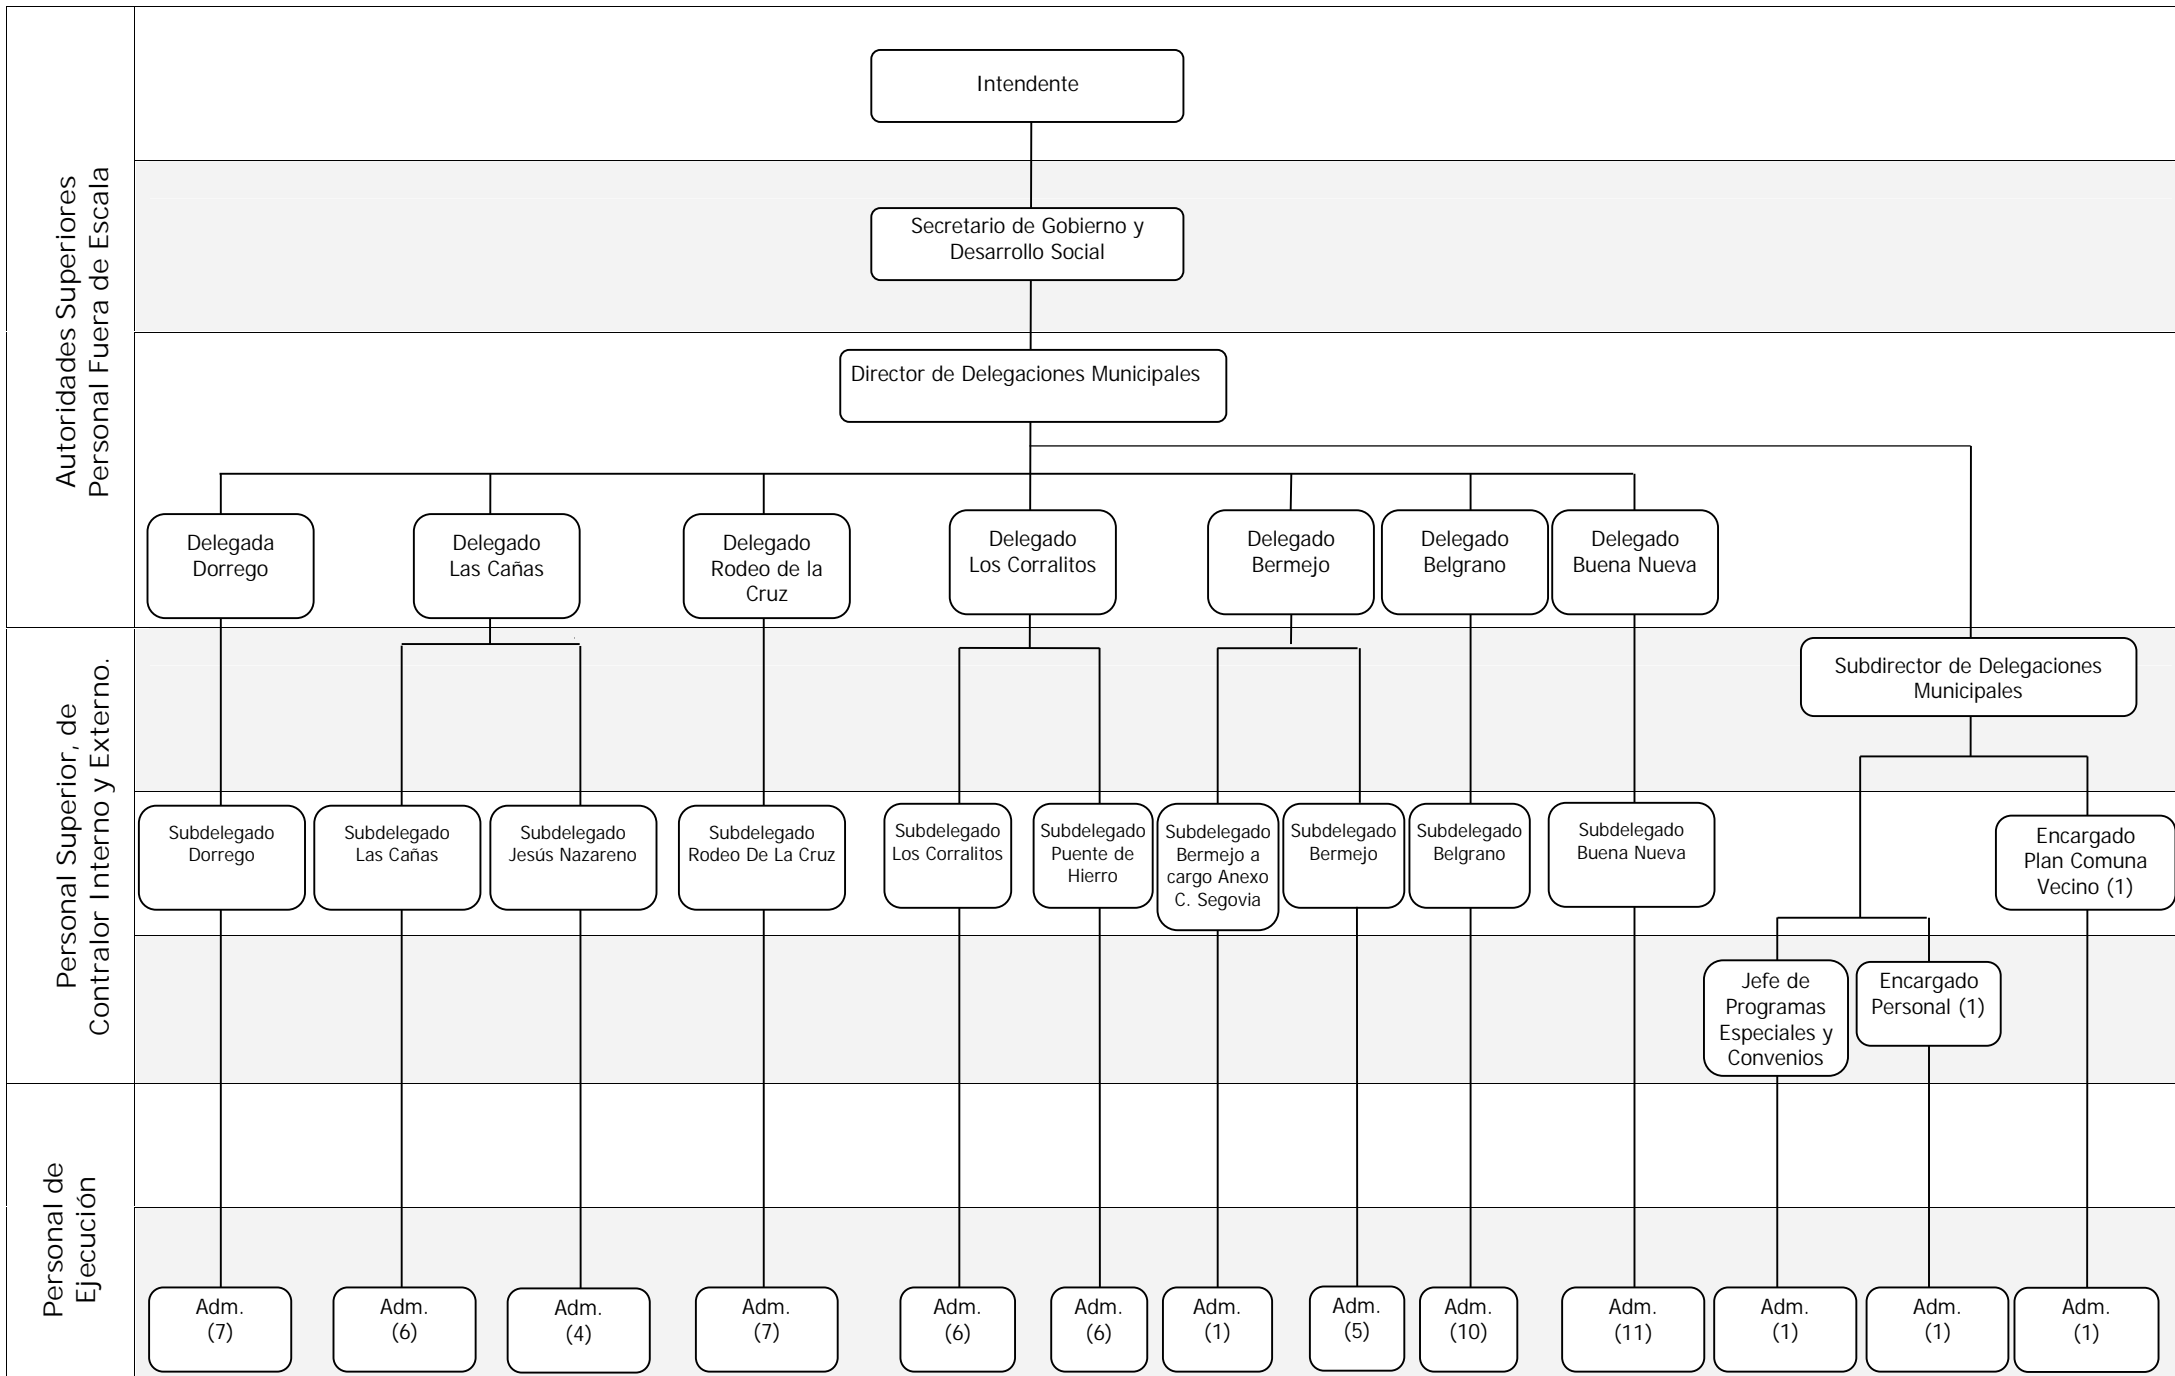 Autoridades Superiores
Personal Fuera de Escala
Intendente
Secretario de Gobierno y
Desarrollo Social
Director de Delegaciones Municipales
Delegada
Dorrego
Delegado
Las Cañas
Delegado
Rodeo de la
Cruz
Delegado
Los Corralitos
Delegado
Bermejo
Delegado
Belgrano
Delegado
Buena Nueva
Personal Superior, de
Contralor Interno y Externo.
Subdirector de Delegaciones
Municipales
Subdelegado
Dorrego
Subdelegado
Las Cañas
Subdelegado
Jesús Nazareno
Subdelegado
Rodeo De La Cruz
Subdelegado
Los Corralitos
Subdelegado
Puente de
Hierro
Subdelegado
Bermejo a
cargo Anexo
C. Segovia
Subdelegado
Bermejo
Subdelegado
Belgrano
Subdelegado
Buena Nueva
Encargado
Plan Comuna
Vecino (1)
Jefe de
Programas
Especiales y
Convenios
Encargado
Personal (1)
Personal de
Ejecución
Adm.
(7)
Adm.
(6)
Adm.
(4)
Adm.
(7)
Adm.
(6)
Adm.
(6)
Adm.
(1)
Adm.
(5)
Adm.
(10)
Adm.
(11)
Adm.
(1)
Adm.
(1)
Adm.
(1)